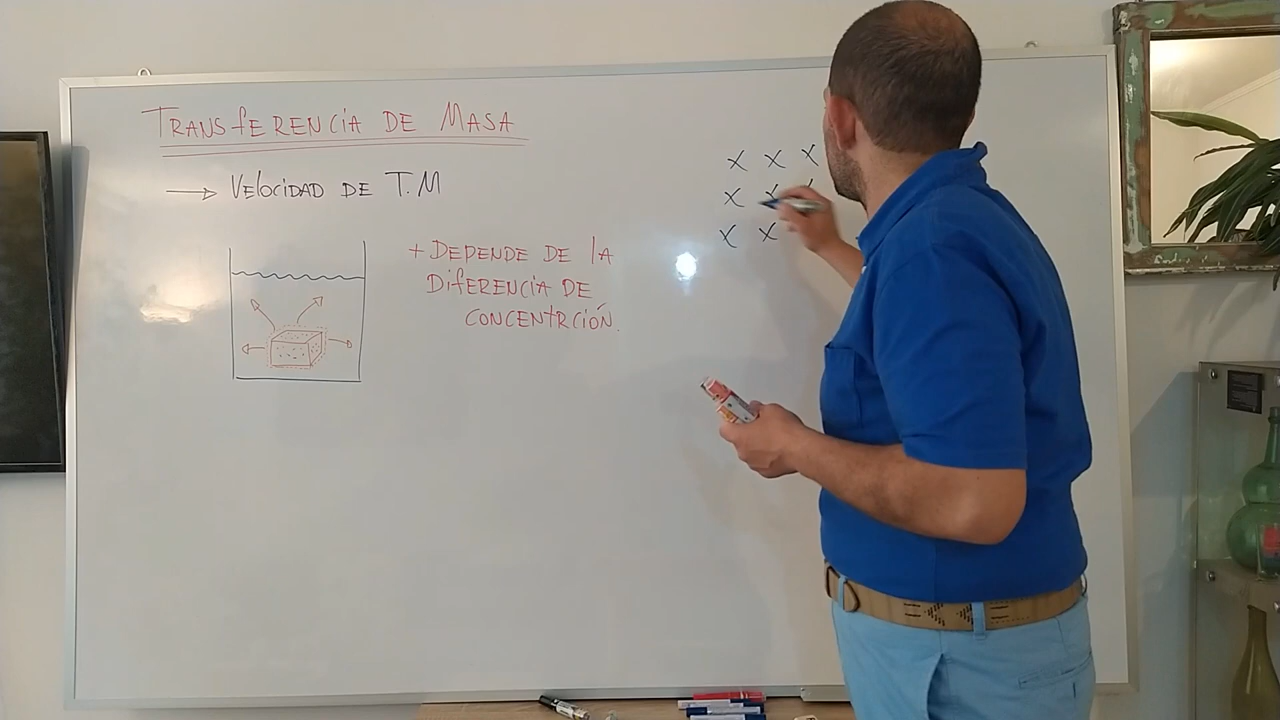 TRANSfERENCiA DE MASA
→ VELOCIDAD DE T.M
+ DEPENDE DE lA
DifERENCiA DE
CONCENtRCIÓN.
X X X
X X
X X